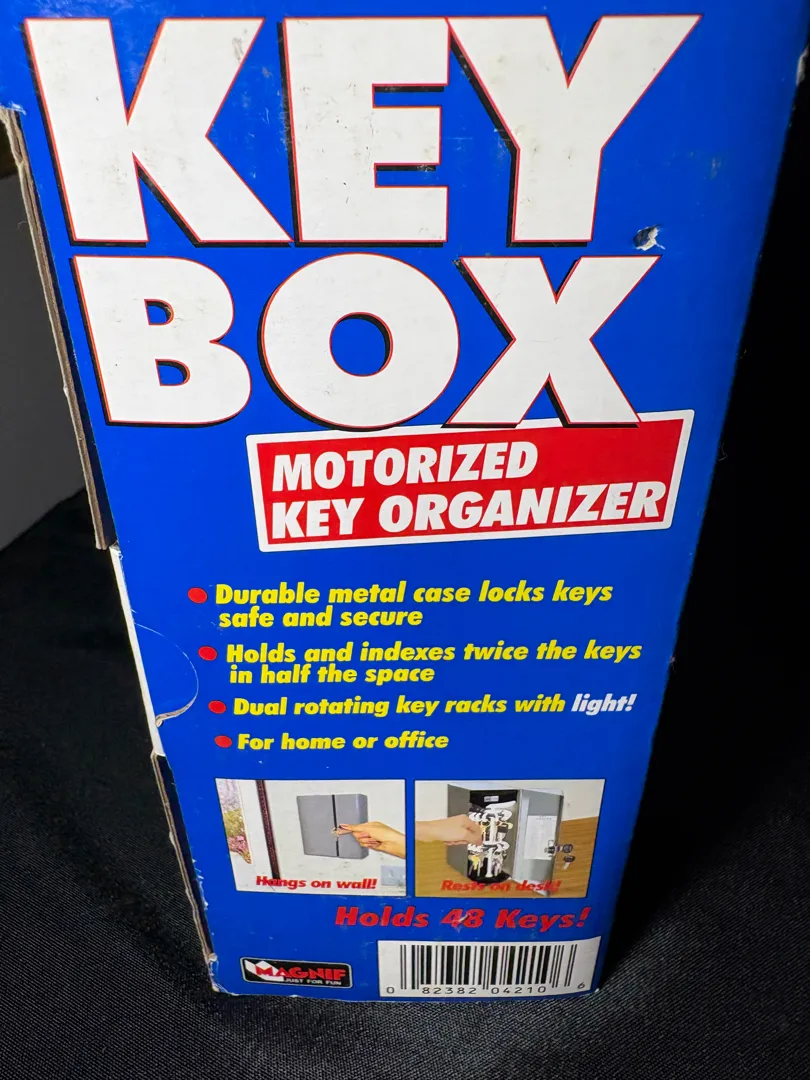 KEY
BOX
MOTORIZED
KEY ORGANIZER
Durable metal case locks keys
safe and secure
Holds and indexes twice the keys
in half the space
Dual rotating key racks with light!
For home or office
Hangs on wall!
Rests on desk!
Holds 48 Keys!
MAGNIF
JUST FOR FUN
0 82382 04210 6